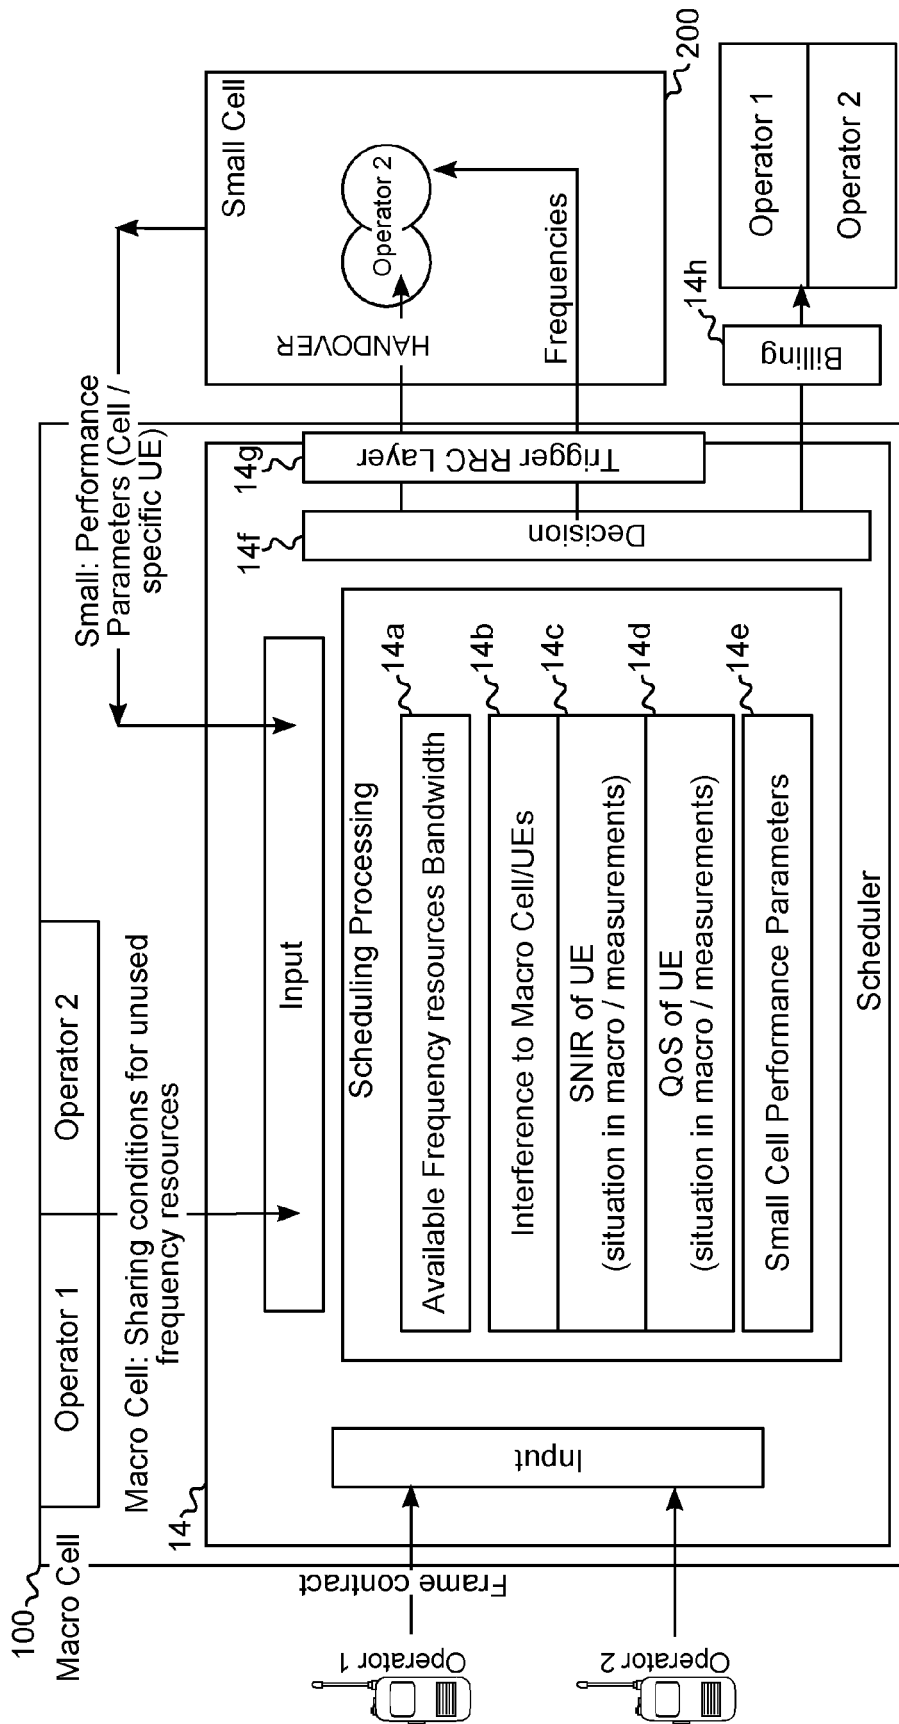 100
Macro Cell
Operator 1
Operator 2
Macro Cell: Sharing conditions for unused
frequency resources
Small: Performance
Parameters (Cell /
specific UE)
14
Input
Input
Frame contract
Operator 1
Operator 2
Scheduling Processing
Available Frequency resources Bandwidth
14a
Interference to Macro Cell/UEs
14b
SNIR of UE
(situation in macro / measurements)
14c
QoS of UE
(situation in macro / measurements)
14d
Small Cell Performance Parameters
14e
Scheduler
14f
Decision
14g
Trigger RRC Layer
Small Cell
HANDOVER
Operator 2
Frequencies
200
14h
Billing
Operator 1
Operator 2